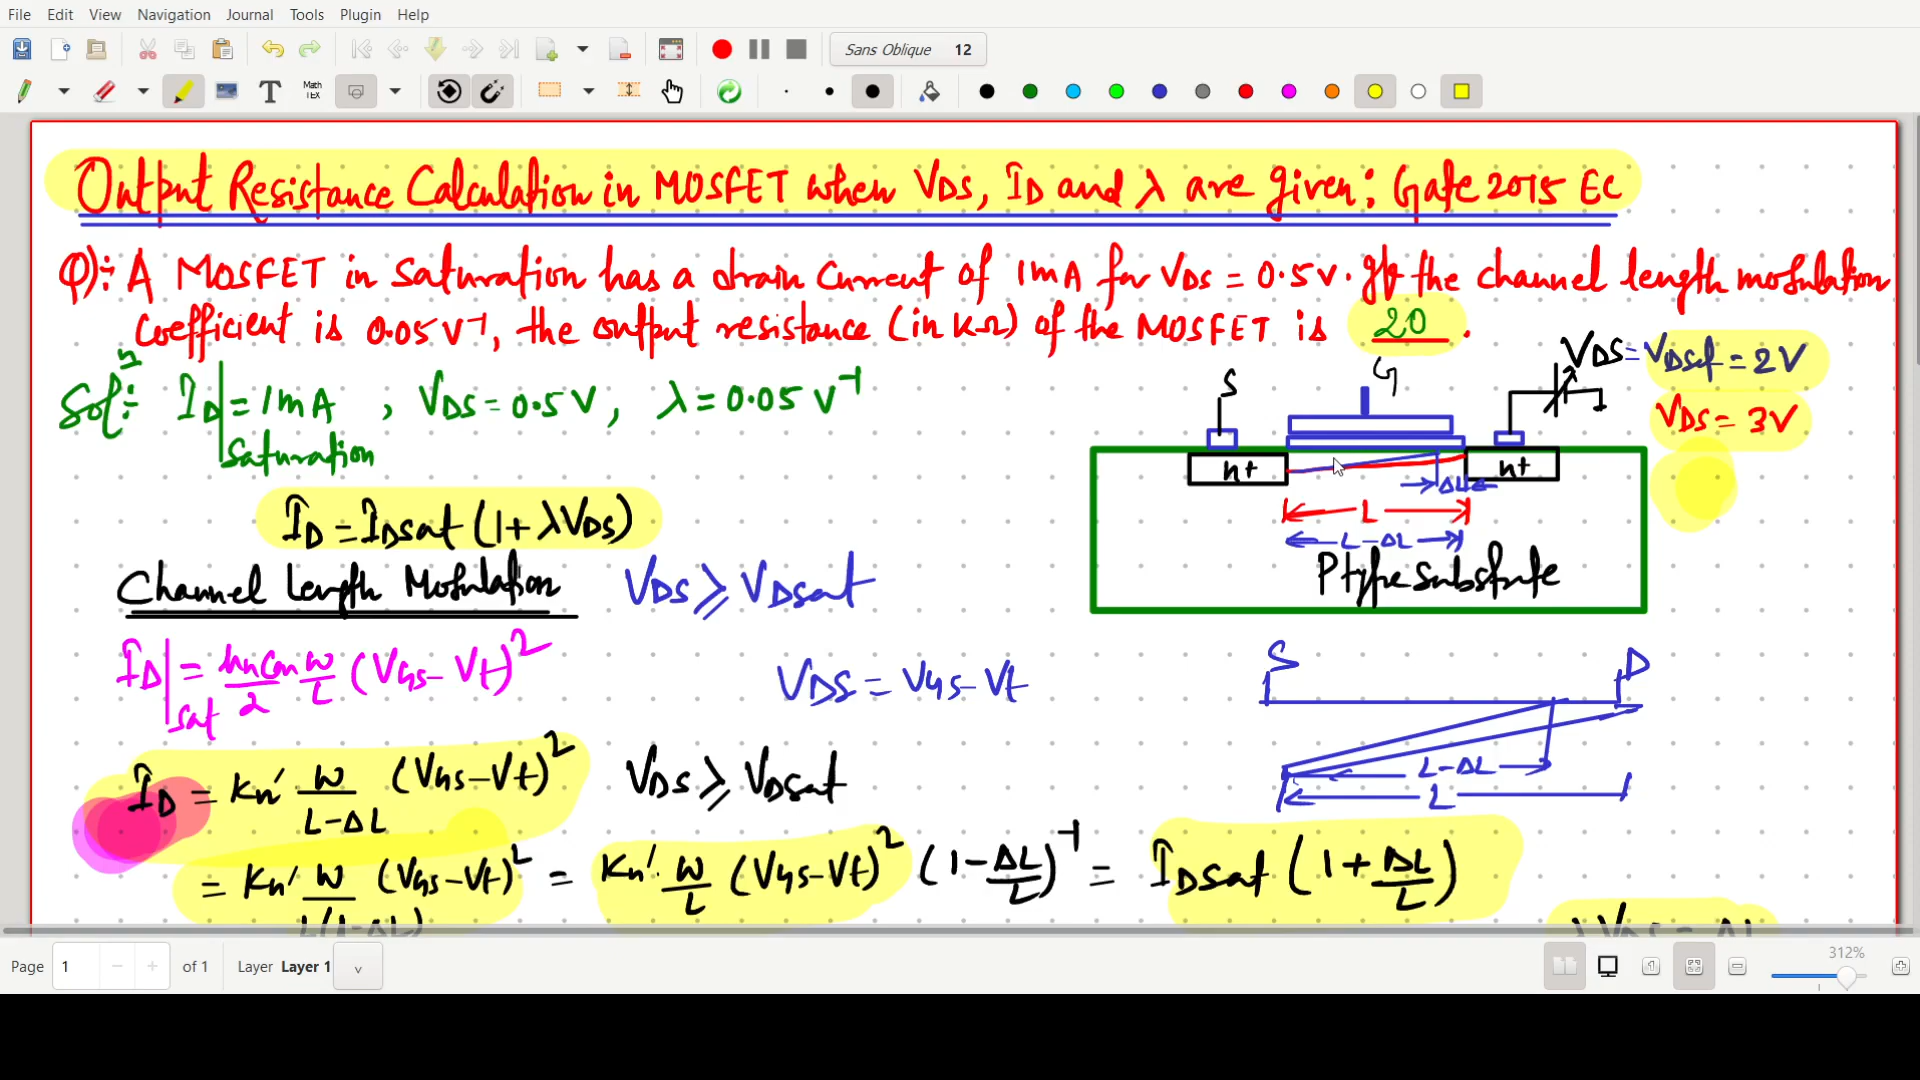 File Edit View Navigation Journal Tools Plugin Help
Sans Oblique 12
T Math TEX
Output Resistance Calculation in MOSFET when VDS, ID and λ are given: Gate 2015 EC
Q):- A MOSFET in saturation has a drain current of 1mA for VDS = 0.5V. If the channel length modulation
coefficient is 0.05 V⁻¹, the output resistance (in KΩ) of the MOSFET is 20.
Solⁿ:- ID|saturation = 1mA, VDS = 0.5V, λ = 0.05 V⁻¹
VDS = VDsat = 2V
VDS = 3V
S G
n+ n+
ΔL
L
L-ΔL
P type substrate
ID = IDsat (1+λVDS)
Channel Length Modulation VDS ≥ VDsat
ID|sat = μnCox/2 W/L (VGS-Vt)²
VDS = VGS-Vt
S D
L-ΔL
L
ID = Kn' W/(L-ΔL) (VGS-Vt)² VDS ≥ VDsat
= Kn' W/L(1-ΔL) (VGS-Vt)² = Kn'. W/L (VGS-Vt)² (1-ΔL/L)⁻¹ = IDsat (1+ΔL/L)
λVDS = ΔL
Page 1 of 1 Layer Layer 1 312%